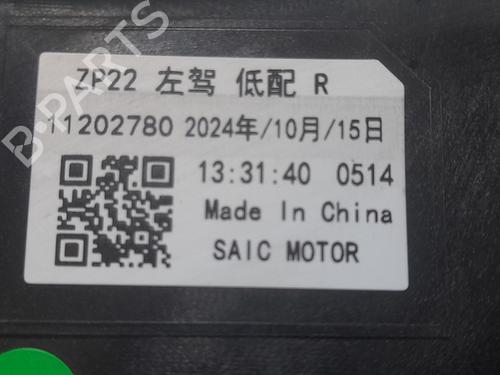 ZP22 左驾 低配 R
11202780 2024年/10月/15日
13:31:40 0514
Made In China
SAIC MOTOR
B-PARTS